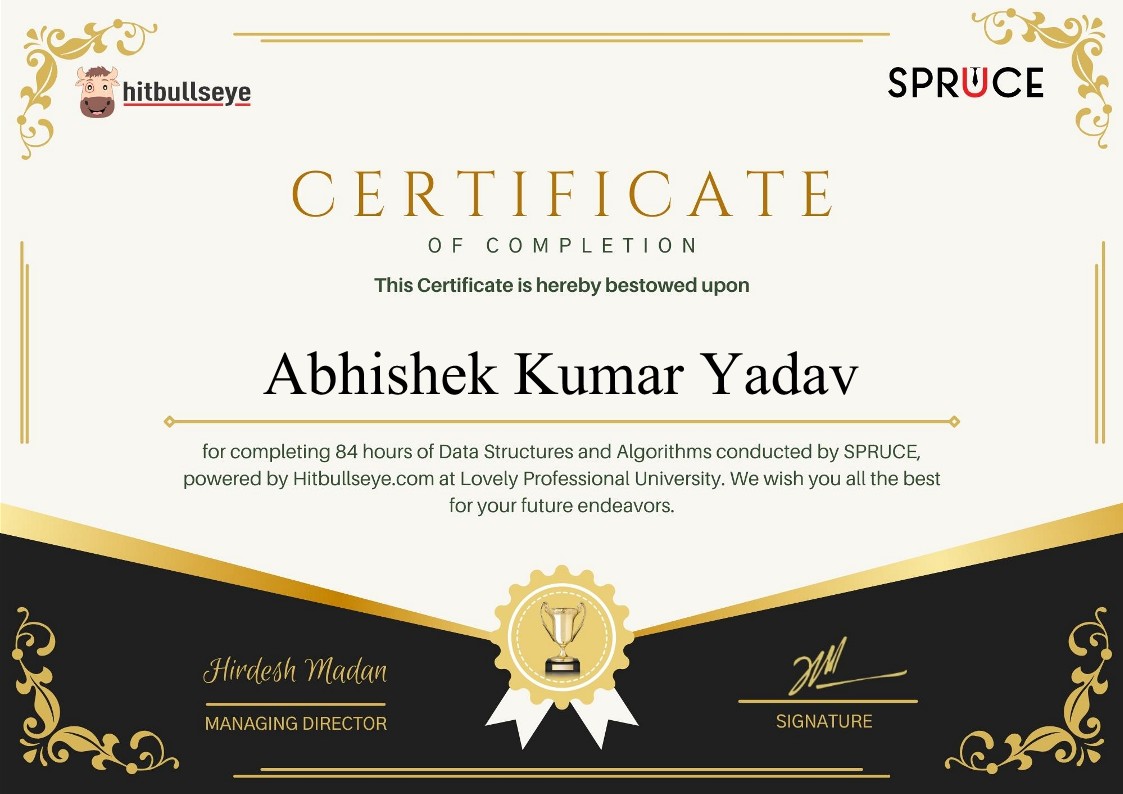 hitbullseye
SPRUCE
CERTIFICATE
OF COMPLETION
This Certificate is hereby bestowed upon
Abhishek Kumar Yadav
for completing 84 hours of Data Structures and Algorithms conducted by SPRUCE,
powered by Hitbullseye.com at Lovely Professional University. We wish you all the best
for your future endeavors.
Hirdesh Madan
MANAGING DIRECTOR
SIGNATURE